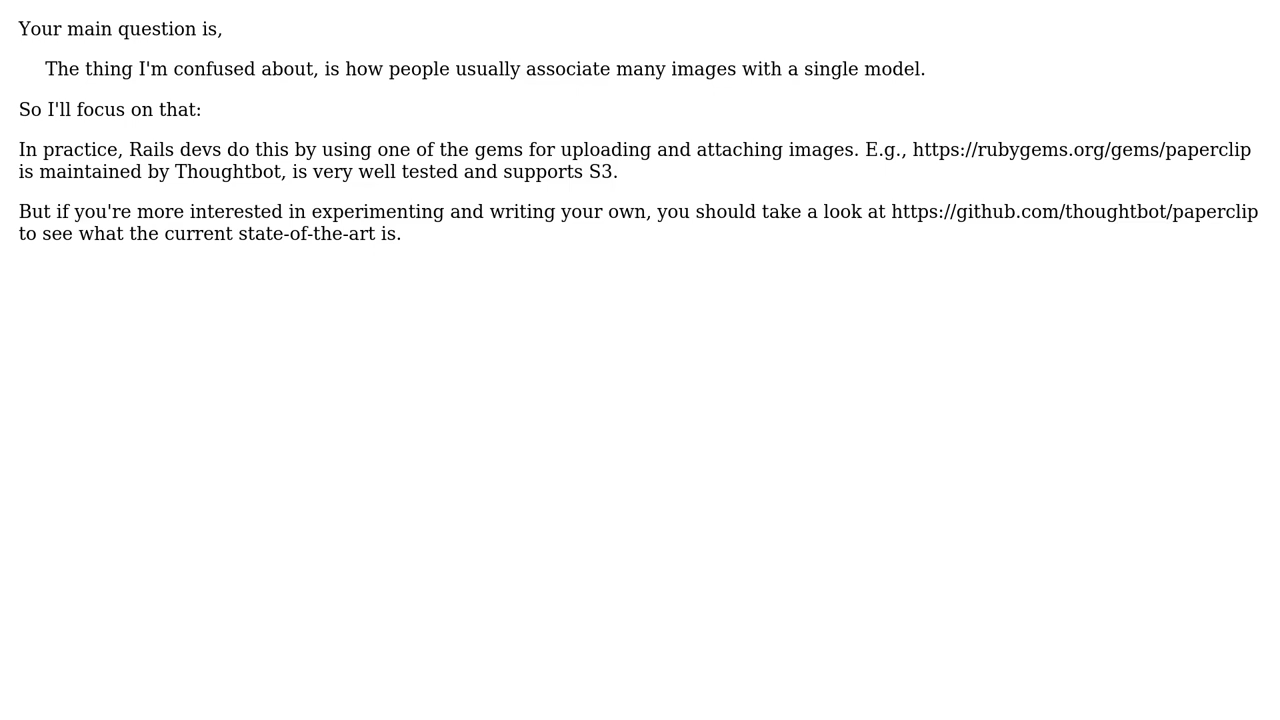 Your main question is,
The thing I'm confused about, is how people usually associate many images with a single model.
So I'll focus on that:
In practice, Rails devs do this by using one of the gems for uploading and attaching images. E.g., https://rubygems.org/gems/paperclip
is maintained by Thoughtbot, is very well tested and supports S3.
But if you're more interested in experimenting and writing your own, you should take a look at https://github.com/thoughtbot/paperclip
to see what the current state-of-the-art is.